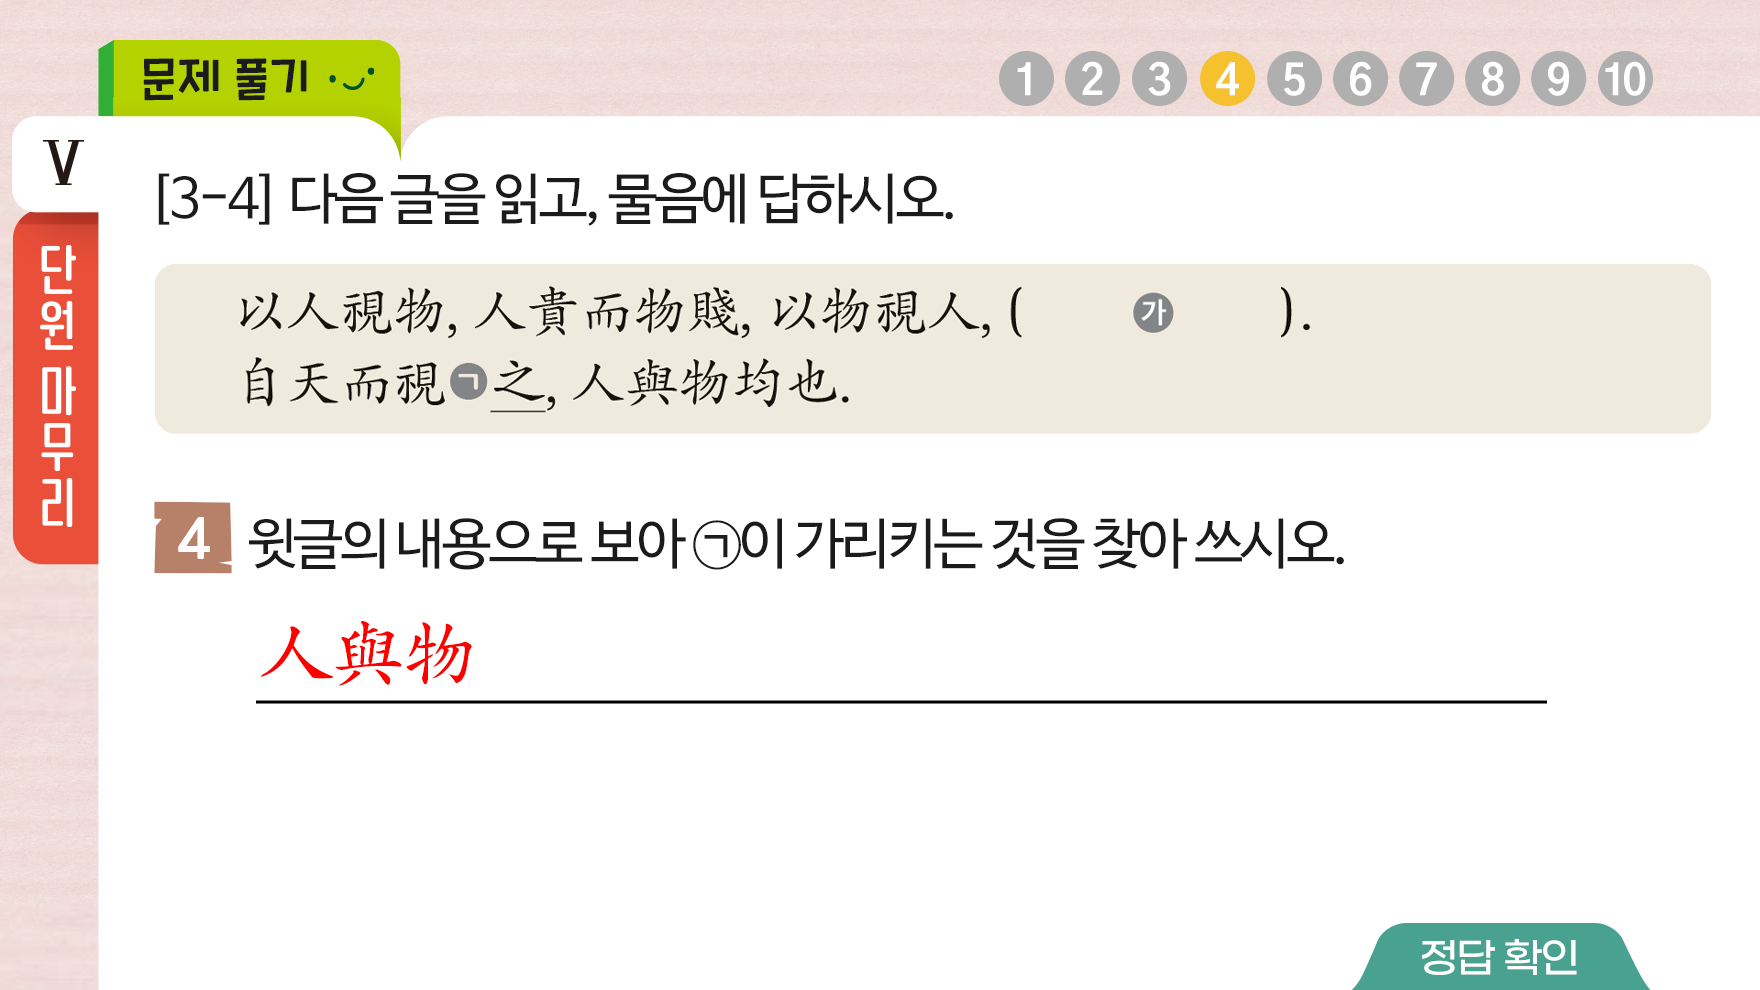 문제 풀기
1 2 3 4 5 6 7 8 9 10
V
단원 마무리
[3-4] 다음 글을 읽고, 물음에 답하시오.
以人視物, 人貴而物賤, 以物視人, ( ㉮ ).
自天而視㉠之, 人與物均也.
4 윗글의 내용으로 보아 ㉠이 가리키는 것을 찾아 쓰시오.
人與物
정답 확인